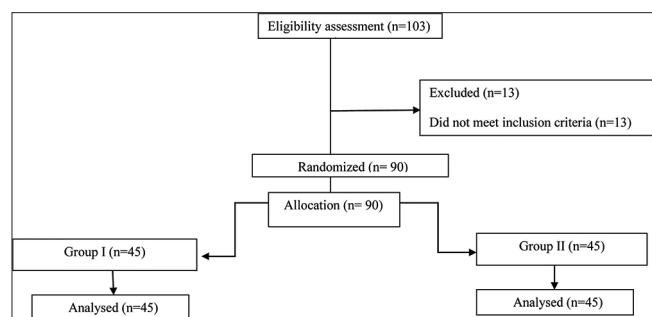 Eligibility assessment (n=103)
Excluded (n=13)
Did not meet inclusion criteria (n=13)
Randomized (n= 90)
Allocation (n= 90)
Group I (n=45)
Group II (n=45)
Analysed (n=45)
Analysed (n=45)